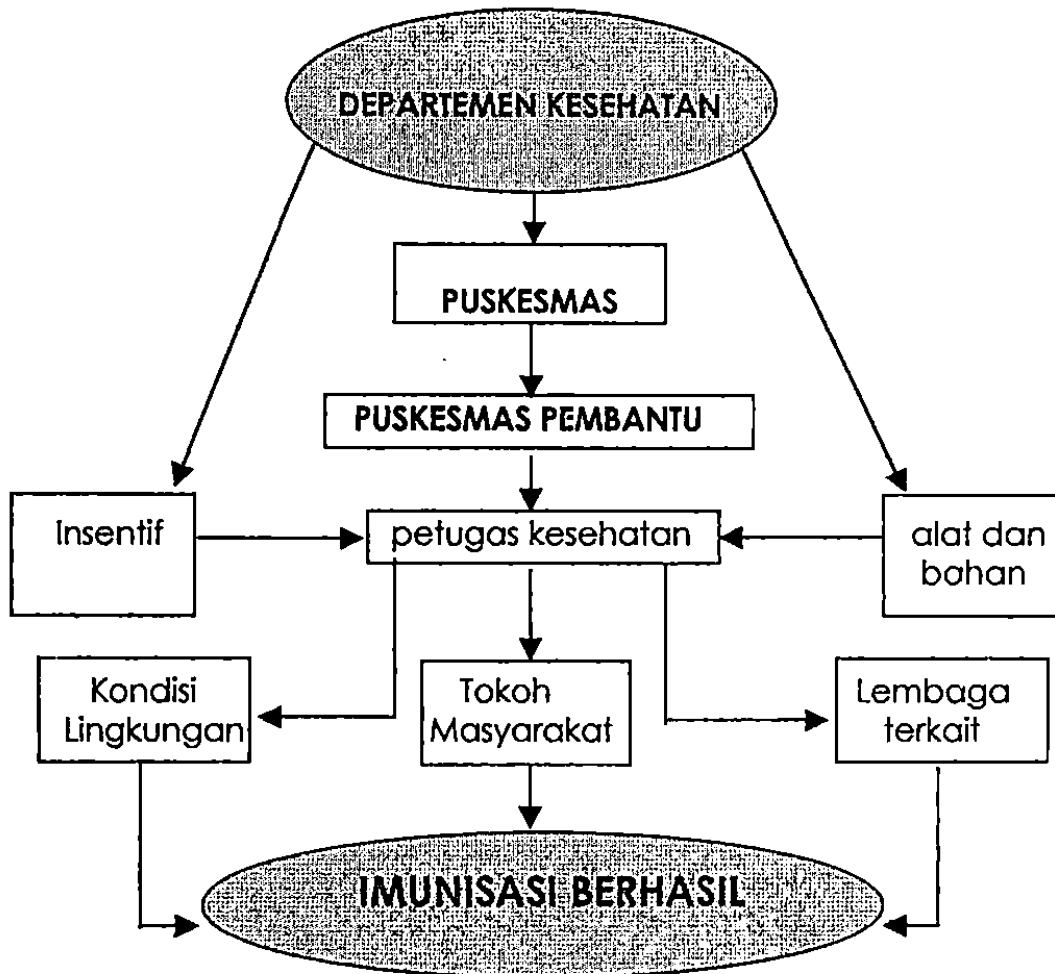 DEPARTEMEN KESEHATAN
PUSKESMAS
PUSKESMAS PEMBANTU
Insentif
petugas kesehatan
alat dan
bahan
Kondisi
Lingkungan
Tokoh
Masyarakat
Lembaga
terkait
IMUNISASI BERHASIL